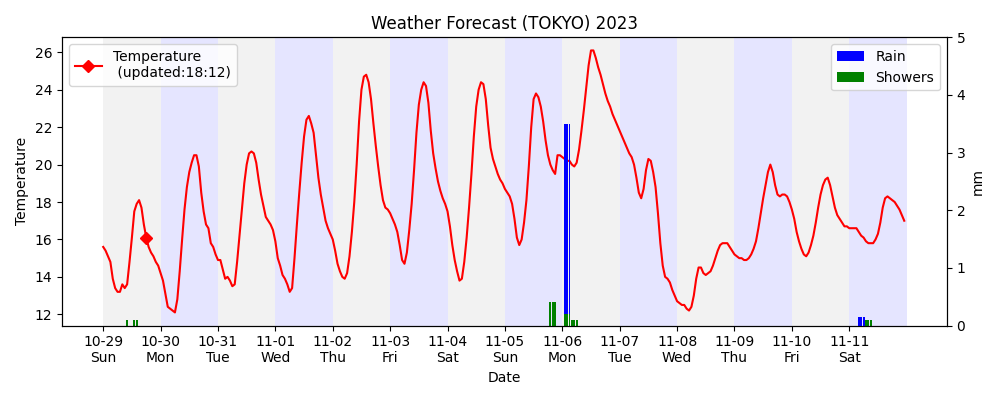 Weather Forecast (TOKYO) 2023
Temperature
(updated:18:12)
Rain
Showers
26
24
22
20
18
16
14
12
Temperature
5
4
3
2
1
0
mm
10-29 10-30 10-31 11-01 11-02 11-03 11-04 11-05 11-06 11-07 11-08 11-09 11-10 11-11
Sun Mon Tue Wed Thu Fri Sat Sun Mon Tue Wed Thu Fri Sat
Date